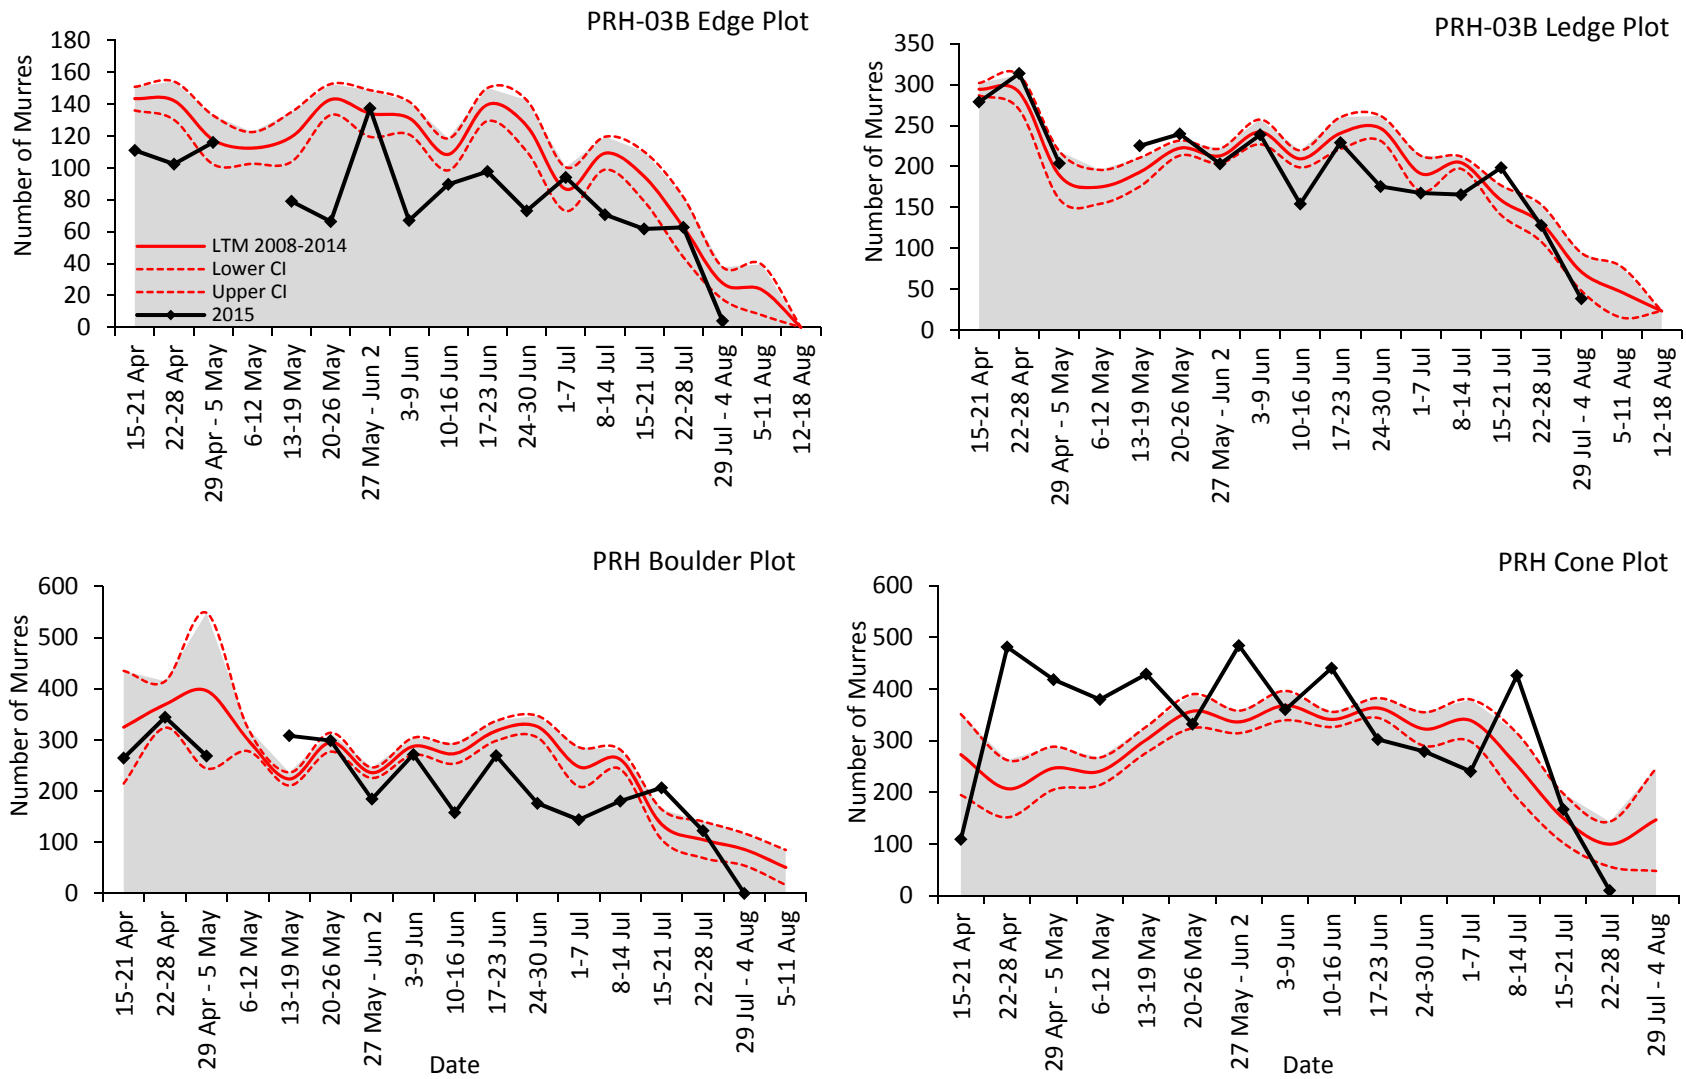 PRH-03B Edge Plot
Number of Murres
180
160
140
120
100
80
60
40
20
0
LTM 2008-2014
Lower CI
Upper CI
2015
15-21 Apr
22-28 Apr
29 Apr - 5 May
6-12 May
13-19 May
20-26 May
27 May - Jun 2
3-9 Jun
10-16 Jun
17-23 Jun
24-30 Jun
1-7 Jul
8-14 Jul
15-21 Jul
22-28 Jul
29 Jul - 4 Aug
5-11 Aug
12-18 Aug
PRH-03B Ledge Plot
Number of Murres
350
300
250
200
150
100
50
0
15-21 Apr
22-28 Apr
29 Apr - 5 May
6-12 May
13-19 May
20-26 May
27 May - Jun 2
3-9 Jun
10-16 Jun
17-23 Jun
24-30 Jun
1-7 Jul
8-14 Jul
15-21 Jul
22-28 Jul
29 Jul - 4 Aug
5-11 Aug
12-18 Aug
PRH Boulder Plot
Number of Murres
600
500
400
300
200
100
0
15-21 Apr
22-28 Apr
29 Apr - 5 May
6-12 May
13-19 May
20-26 May
27 May - Jun 2
3-9 Jun
10-16 Jun
17-23 Jun
24-30 Jun
1-7 Jul
8-14 Jul
15-21 Jul
22-28 Jul
29 Jul - 4 Aug
5-11 Aug
Date
PRH Cone Plot
Number of Murres
600
500
400
300
200
100
0
15-21 Apr
22-28 Apr
29 Apr - 5 May
6-12 May
13-19 May
20-26 May
27 May - Jun 2
3-9 Jun
10-16 Jun
17-23 Jun
24-30 Jun
1-7 Jul
8-14 Jul
15-21 Jul
22-28 Jul
29 Jul - 4 Aug
Date